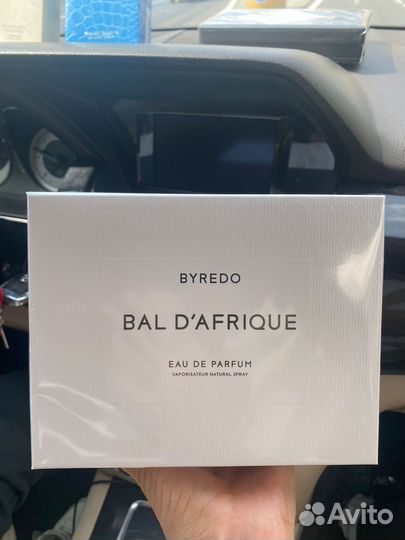 BYREDO
BAL D'AFRIQUE
EAU DE PARFUM
VAPORISATEUR NATURAL SPRAY
Avito